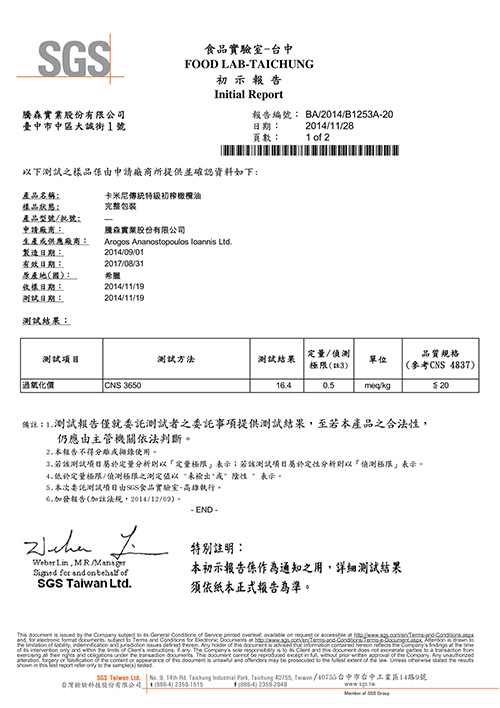 SGS
食品實驗室-台中
FOOD LAB-TAICHUNG
初示報告
Initial Report
騰森實業股份有限公司
臺中市中區大誠街1號
報告編號： BA/2014/B1253A-20
日期： 2014/11/28
頁數： 1 of 2
以下測試之樣品係由申請廠商所提供並確認資料如下:
產品名稱: 卡米尼傳統特級初榨橄欖油
樣品狀態: 完整包裝
產品型號/批號: —
申請廠商： 騰森實業股份有限公司
生產或供應廠商： Arogos Ananostopoulos Ioannis Ltd.
製造日期： 2014/09/01
有效日期： 2017/08/31
原產地(國)： 希臘
收樣日期： 2014/11/19
測試日期： 2014/11/19
測試結果：
測試項目 測試方法 測試結果 定量/偵測極限(註3) 單位 品質規格(參考CNS 4837)
過氧化價 CNS 3650 16.4 0.5 meq/kg ≦ 20
備註：1.測試報告僅就委託測試者之委託事項提供測試結果，至若本產品之合法性，
仍應由主管機關依法判斷。
2.本報告不得分離或擷錄使用。
3.若該測試項目屬於定量分析則以「定量極限」表示；若該測試項目屬於定性分析則以「偵測極限」表示。
4.低於定量極限/偵測極限之測定值以 "未檢出"或" 陰性 " 表示。
5.本次委託測試項目由SGS食品實驗室-高雄執行。
6.加發報告(加註法規，2014/12/09)。
- END -
Weber Lin , M.R./Manager
Signed for and on behalf of
SGS Taiwan Ltd.
特別註明：
本初示報告係作為通知之用，詳細測試結果
須依紙本正式報告為準。
This document is issued by the Company subject to its General Conditions of Service printed overleaf, available on request or accessible at http://www.sgs.com/en/Terms-and-Conditions.aspx
and, for electronic format documents, subject to Terms and Conditions for Electronic Documents at http://www.sgs.com/en/Terms-and-Conditions/Terms-e-Document.aspx. Attention is drawn to
the limitation of liability, indemnification and jurisdiction issues defined therein. Any holder of this document is advised that information contained hereon reflects the Company's findings at the time
of its intervention only and within the limits of Client's instructions, if any. The Company's sole responsibility is to its Client and this document does not exonerate parties to a transaction from
exercising all their rights and obligations under the transaction documents. This document cannot be reproduced except in full, without prior written approval of the Company. Any unauthorized
alteration, forgery or falsification of the content or appearance of this document is unlawful and offenders may be prosecuted to the fullest extent of the law. Unless otherwise stated the results
shown in this test report refer only to the sample(s) tested.
SGS Taiwan Ltd. No. 9, 14th Rd. Taichung Industrial Park, Taichung 40755, Taiwan /40755台中市台中工業區14路9號
台灣檢驗科技股份有限公司 t (886-4) 2359-1515 f (886-4) 2359-2948 www.sgs.tw
Member of SGS Group